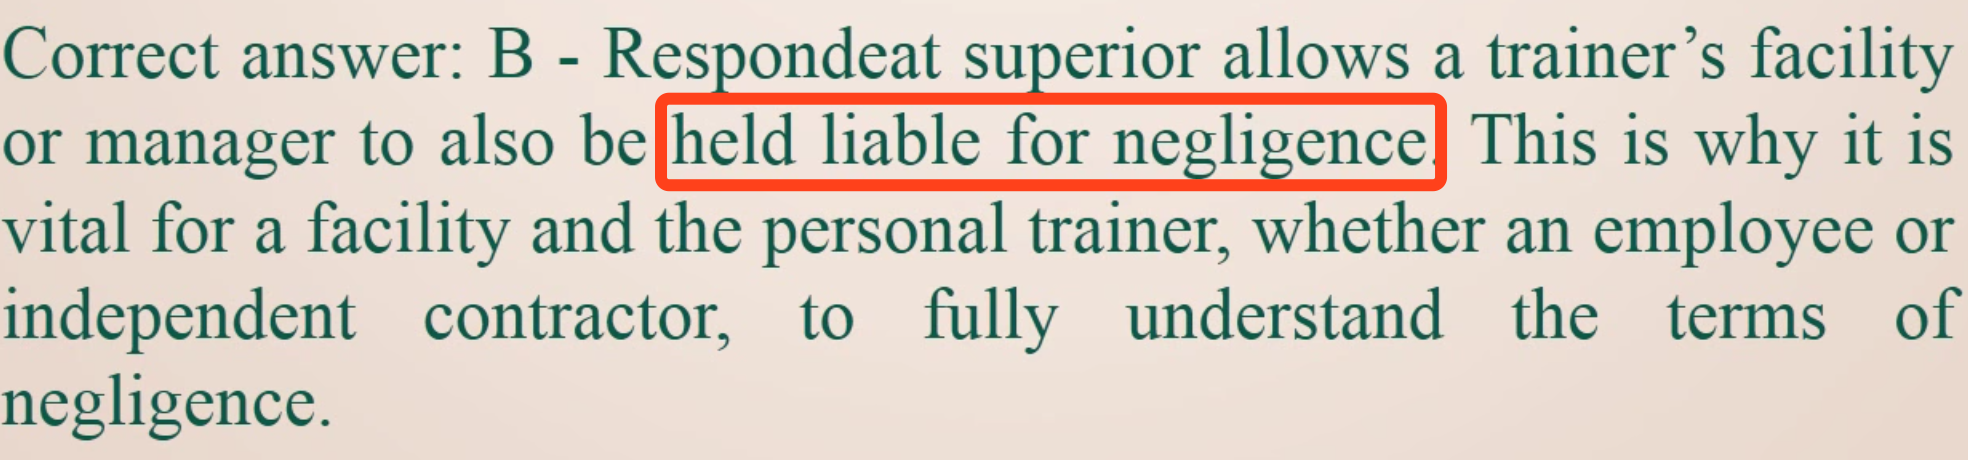 Correct answer: B - Respondeat superior allows a trainer’s facility
or manager to also be held liable for negligence. This is why it is
vital for a facility and the personal trainer, whether an employee or
independent contractor, to fully understand the terms of
negligence.